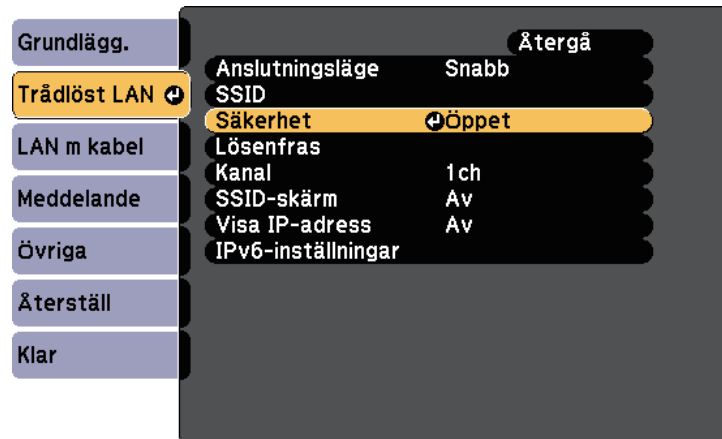 Grundlägg.
Trådlöst LAN
LAN m kabel
Meddelande
Övriga
Återställ
Klar
Återgå
Anslutningsläge Snabb
SSID
Säkerhet Öppet
Lösenfras
Kanal 1ch
SSID-skärm Av
Visa IP-adress Av
IPv6-inställningar